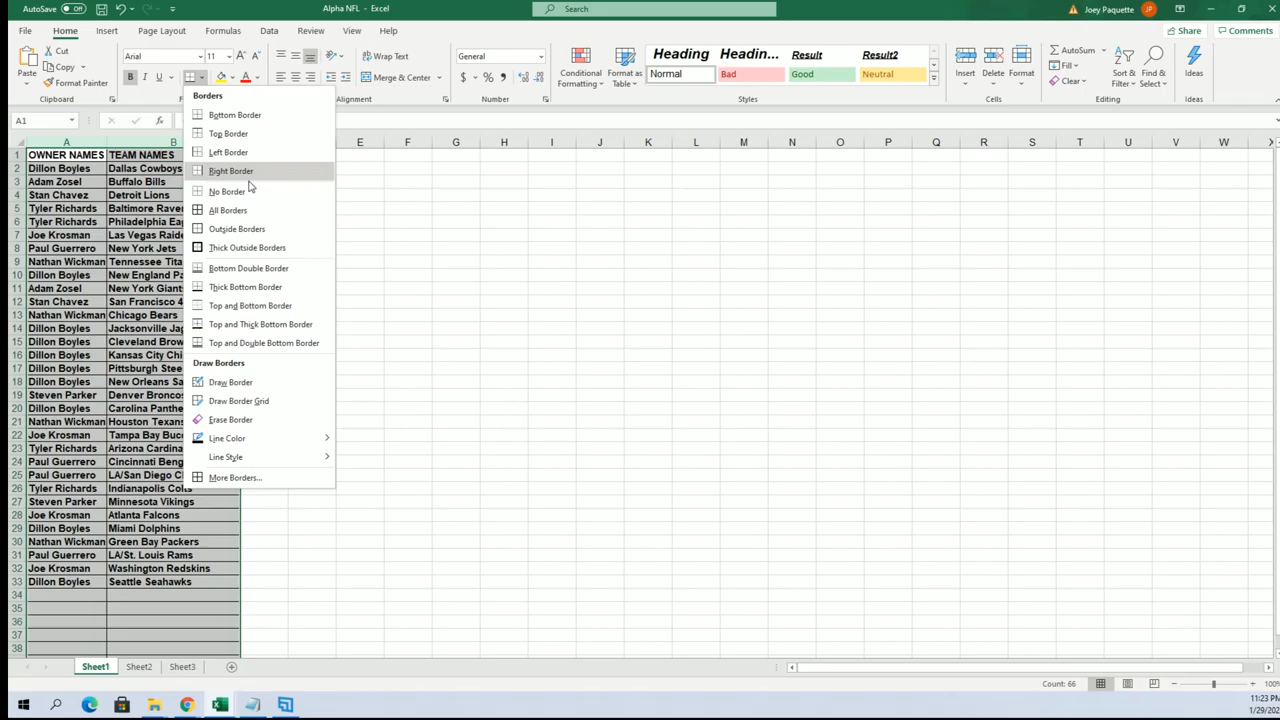 AutoSave Off
Alpha NFL - Excel
Search
Joey Paquette JP
File Home Insert Page Layout Formulas Data Review View Help
Share Comments
Paste
Cut
Copy
Format Painter
Clipboard
Arial 11
B I U
Wrap Text
Merge & Center
Alignment
General
$ % 9
Number
Conditional Formatting
Format as Table
Heading Headin... Result Result2
Normal Bad Good Neutral
Styles
Insert Delete Format
Cells
AutoSum
Fill
Clear
Sort & Filter
Find & Select
Editing
Ideas
Ideas
A1
fx
Borders
Bottom Border
Top Border
Left Border
Right Border
No Border
All Borders
Outside Borders
Thick Outside Borders
Bottom Double Border
Thick Bottom Border
Top and Bottom Border
Top and Thick Bottom Border
Top and Double Bottom Border
Draw Borders
Draw Border
Draw Border Grid
Erase Border
Line Color
Line Style
More Borders...
A B E F G H I J K L M N O P Q R S T U V W
1 OWNER NAMES TEAM NAMES
2 Dillon Boyles Dallas Cowboys
3 Adam Zosel Buffalo Bills
4 Stan Chavez Detroit Lions
5 Tyler Richards Baltimore Raven
6 Tyler Richards Philadelphia Eag
7 Joe Krosman Las Vegas Raide
8 Paul Guerrero New York Jets
9 Nathan Wickman Tennessee Tita
10 Dillon Boyles New England Pa
11 Adam Zosel New York Giant
12 Stan Chavez San Francisco 4
13 Nathan Wickman Chicago Bears
14 Dillon Boyles Jacksonville Jag
15 Dillon Boyles Cleveland Brow
16 Dillon Boyles Kansas City Chi
17 Dillon Boyles Pittsburgh Stee
18 Dillon Boyles New Orleans Sa
19 Steven Parker Denver Broncos
20 Dillon Boyles Carolina Panthe
21 Nathan Wickman Houston Texans
22 Joe Krosman Tampa Bay Bucc
23 Tyler Richards Arizona Cardina
24 Paul Guerrero Cincinnati Beng
25 Paul Guerrero LA/San Diego C
26 Tyler Richards Indianapolis Colts
27 Steven Parker Minnesota Vikings
28 Joe Krosman Atlanta Falcons
29 Dillon Boyles Miami Dolphins
30 Nathan Wickman Green Bay Packers
31 Paul Guerrero LA/St. Louis Rams
32 Joe Krosman Washington Redskins
33 Dillon Boyles Seattle Seahawks
34
35
36
37
38
Sheet1 Sheet2 Sheet3
Count: 66
100%
11:23 PM
1/29/202